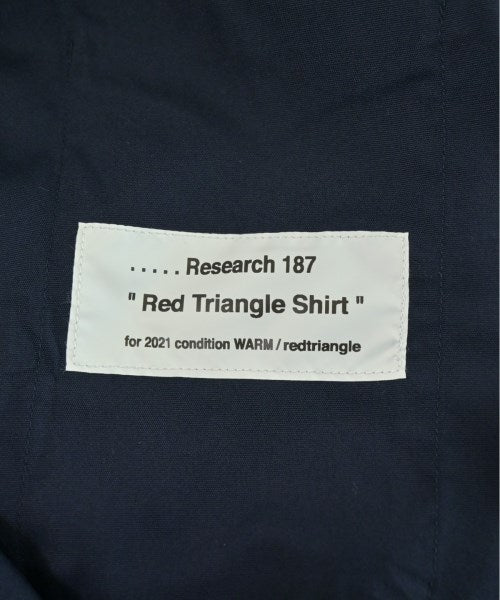 ..... Research 187
" Red Triangle Shirt "
for 2021 condition WARM / redtriangle